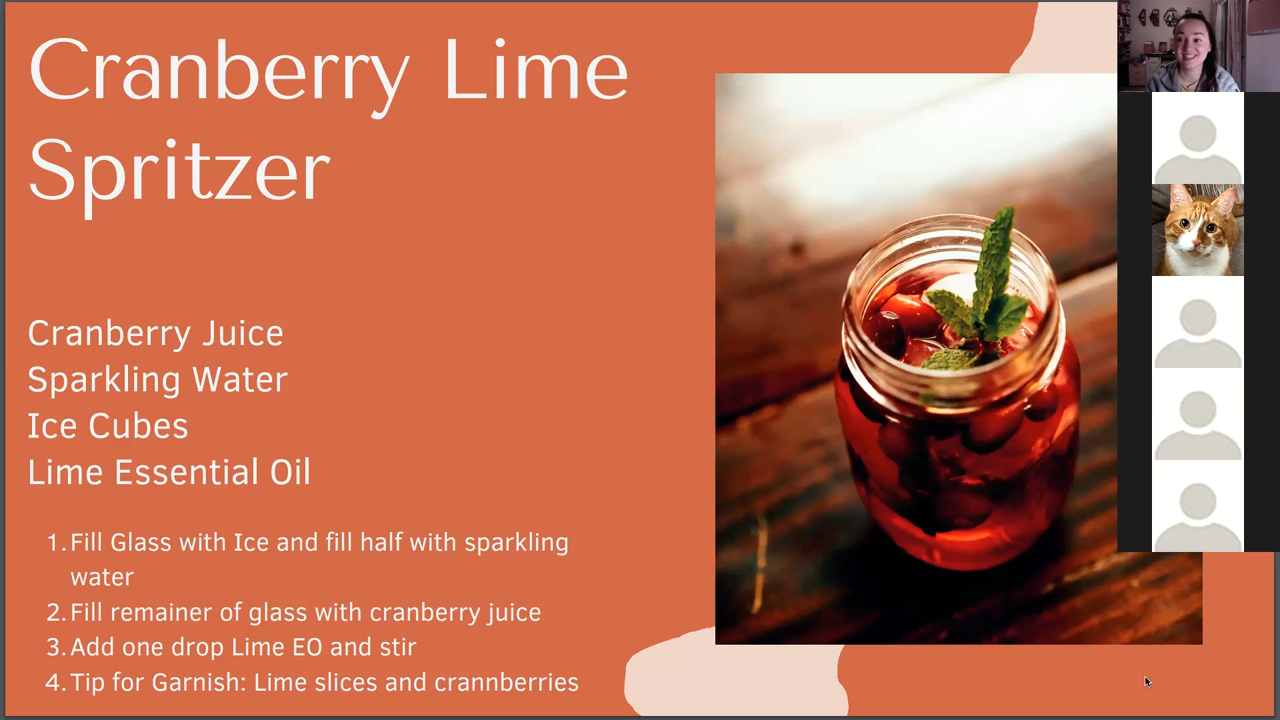 Cranberry Lime
Spritzer
Cranberry Juice
Sparkling Water
Ice Cubes
Lime Essential Oil
1. Fill Glass with Ice and fill half with sparkling
water
2. Fill remainer of glass with cranberry juice
3. Add one drop Lime EO and stir
4. Tip for Garnish: Lime slices and crannberries